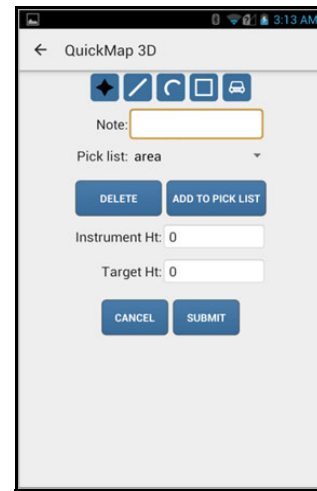 3:13 AM
QuickMap 3D
Note:
Pick list: area
DELETE ADD TO PICK LIST
Instrument Ht: 0
Target Ht: 0
CANCEL SUBMIT